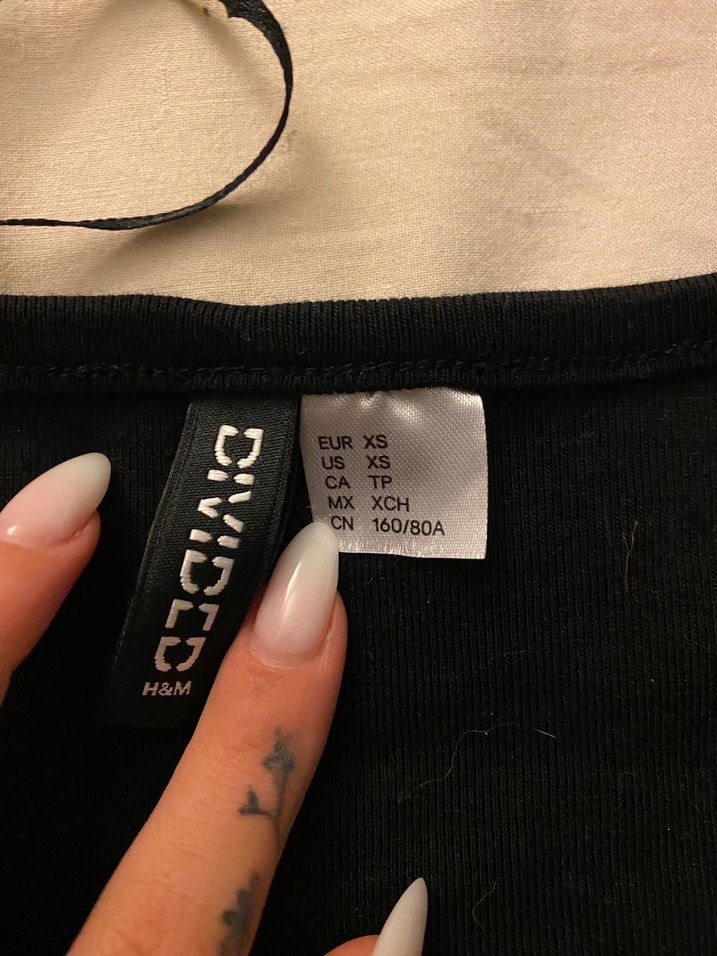 DIVIDED
H&M
EUR XS
US XS
CA TP
MX XCH
CN 160/80A